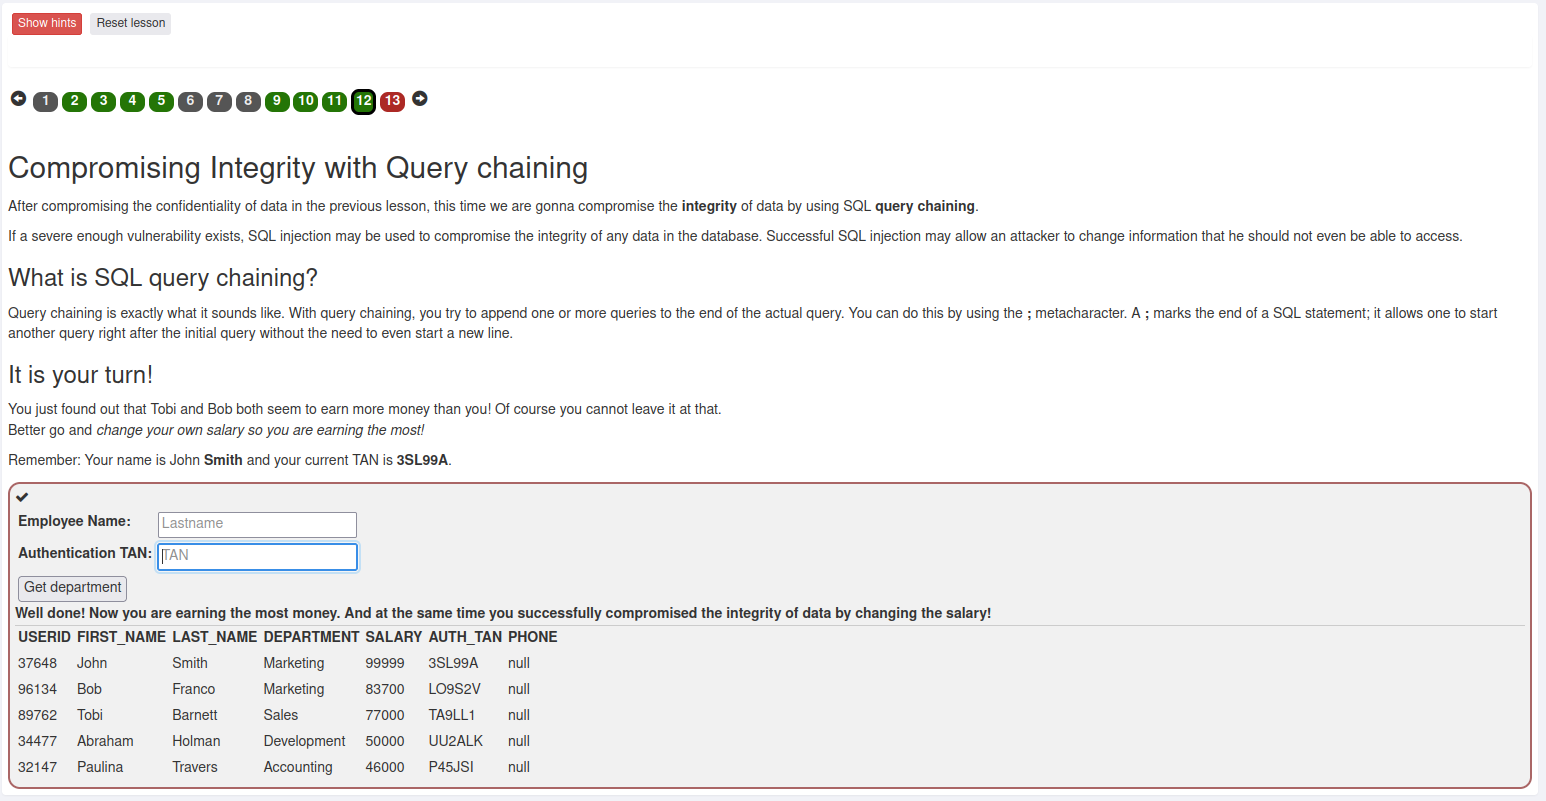 Show hints Reset lesson
1 2 3 4 5 6 7 8 9 10 11 12 13
Compromising Integrity with Query chaining
After compromising the confidentiality of data in the previous lesson, this time we are gonna compromise the integrity of data by using SQL query chaining.
If a severe enough vulnerability exists, SQL injection may be used to compromise the integrity of any data in the database. Successful SQL injection may allow an attacker to change information that he should not even be able to access.
What is SQL query chaining?
Query chaining is exactly what it sounds like. With query chaining, you try to append one or more queries to the end of the actual query. You can do this by using the ; metacharacter. A ; marks the end of a SQL statement; it allows one to start
another query right after the initial query without the need to even start a new line.
It is your turn!
You just found out that Tobi and Bob both seem to earn more money than you! Of course you cannot leave it at that.
Better go and change your own salary so you are earning the most!
Remember: Your name is John Smith and your current TAN is 3SL99A.
Employee Name: Lastname
Authentication TAN: TAN
Get department
Well done! Now you are earning the most money. And at the same time you successfully compromised the integrity of data by changing the salary!
USERID FIRST_NAME LAST_NAME DEPARTMENT SALARY AUTH_TAN PHONE
37648 John Smith Marketing 99999 3SL99A null
96134 Bob Franco Marketing 83700 LO9S2V null
89762 Tobi Barnett Sales 77000 TA9LL1 null
34477 Abraham Holman Development 50000 UU2ALK null
32147 Paulina Travers Accounting 46000 P45JSI null